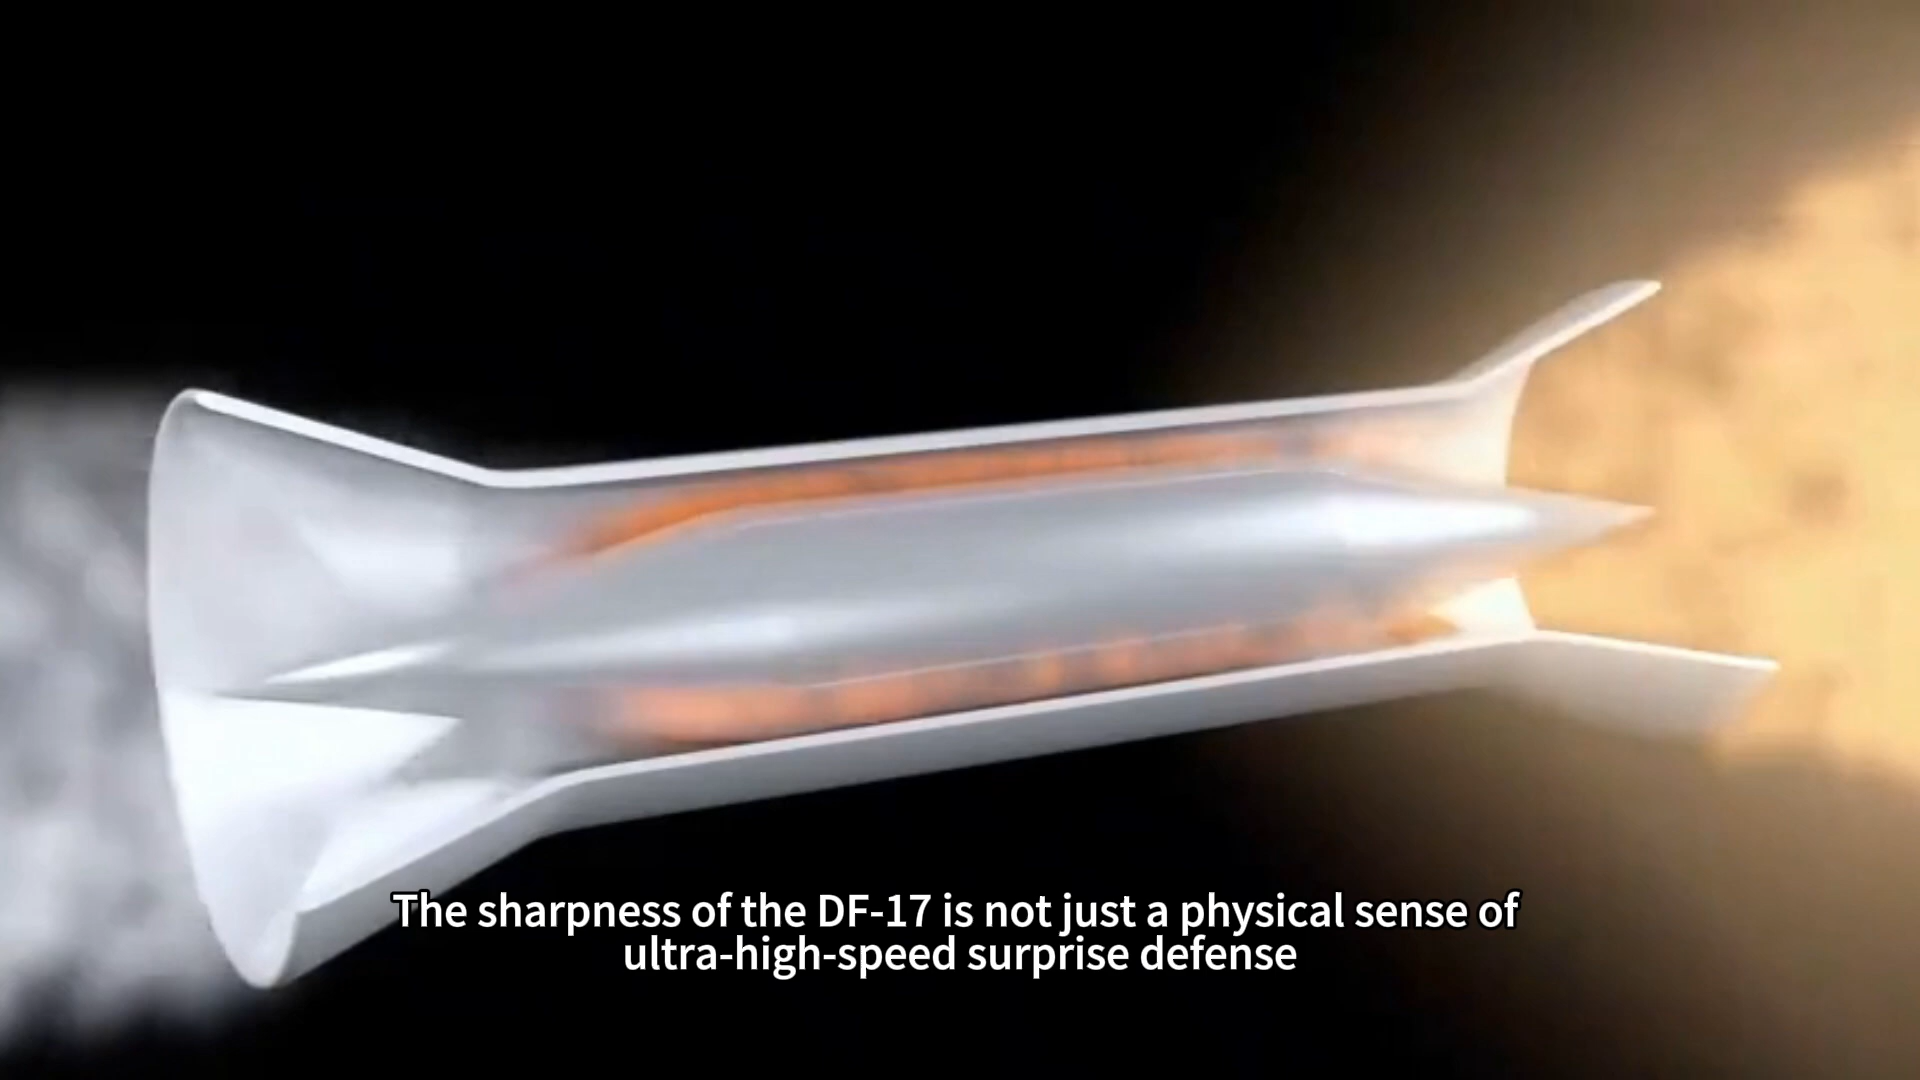 The sharpness of the DF-17 is not just a physical sense of
ultra-high-speed surprise defense